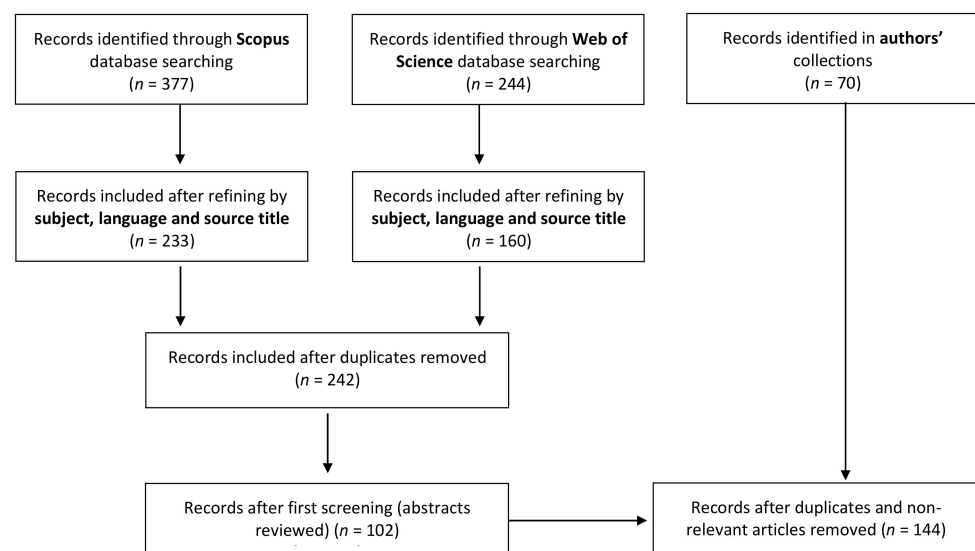 Records identified through Scopus
database searching
(n = 377)
Records identified through Web of
Science database searching
(n = 244)
Records identified in authors’
collections
(n = 70)
Records included after refining by
subject, language and source title
(n = 233)
Records included after refining by
subject, language and source title
(n = 160)
Records included after duplicates removed
(n = 242)
Records after first screening (abstracts
reviewed) (n = 102)
Records after duplicates and non-
relevant articles removed (n = 144)